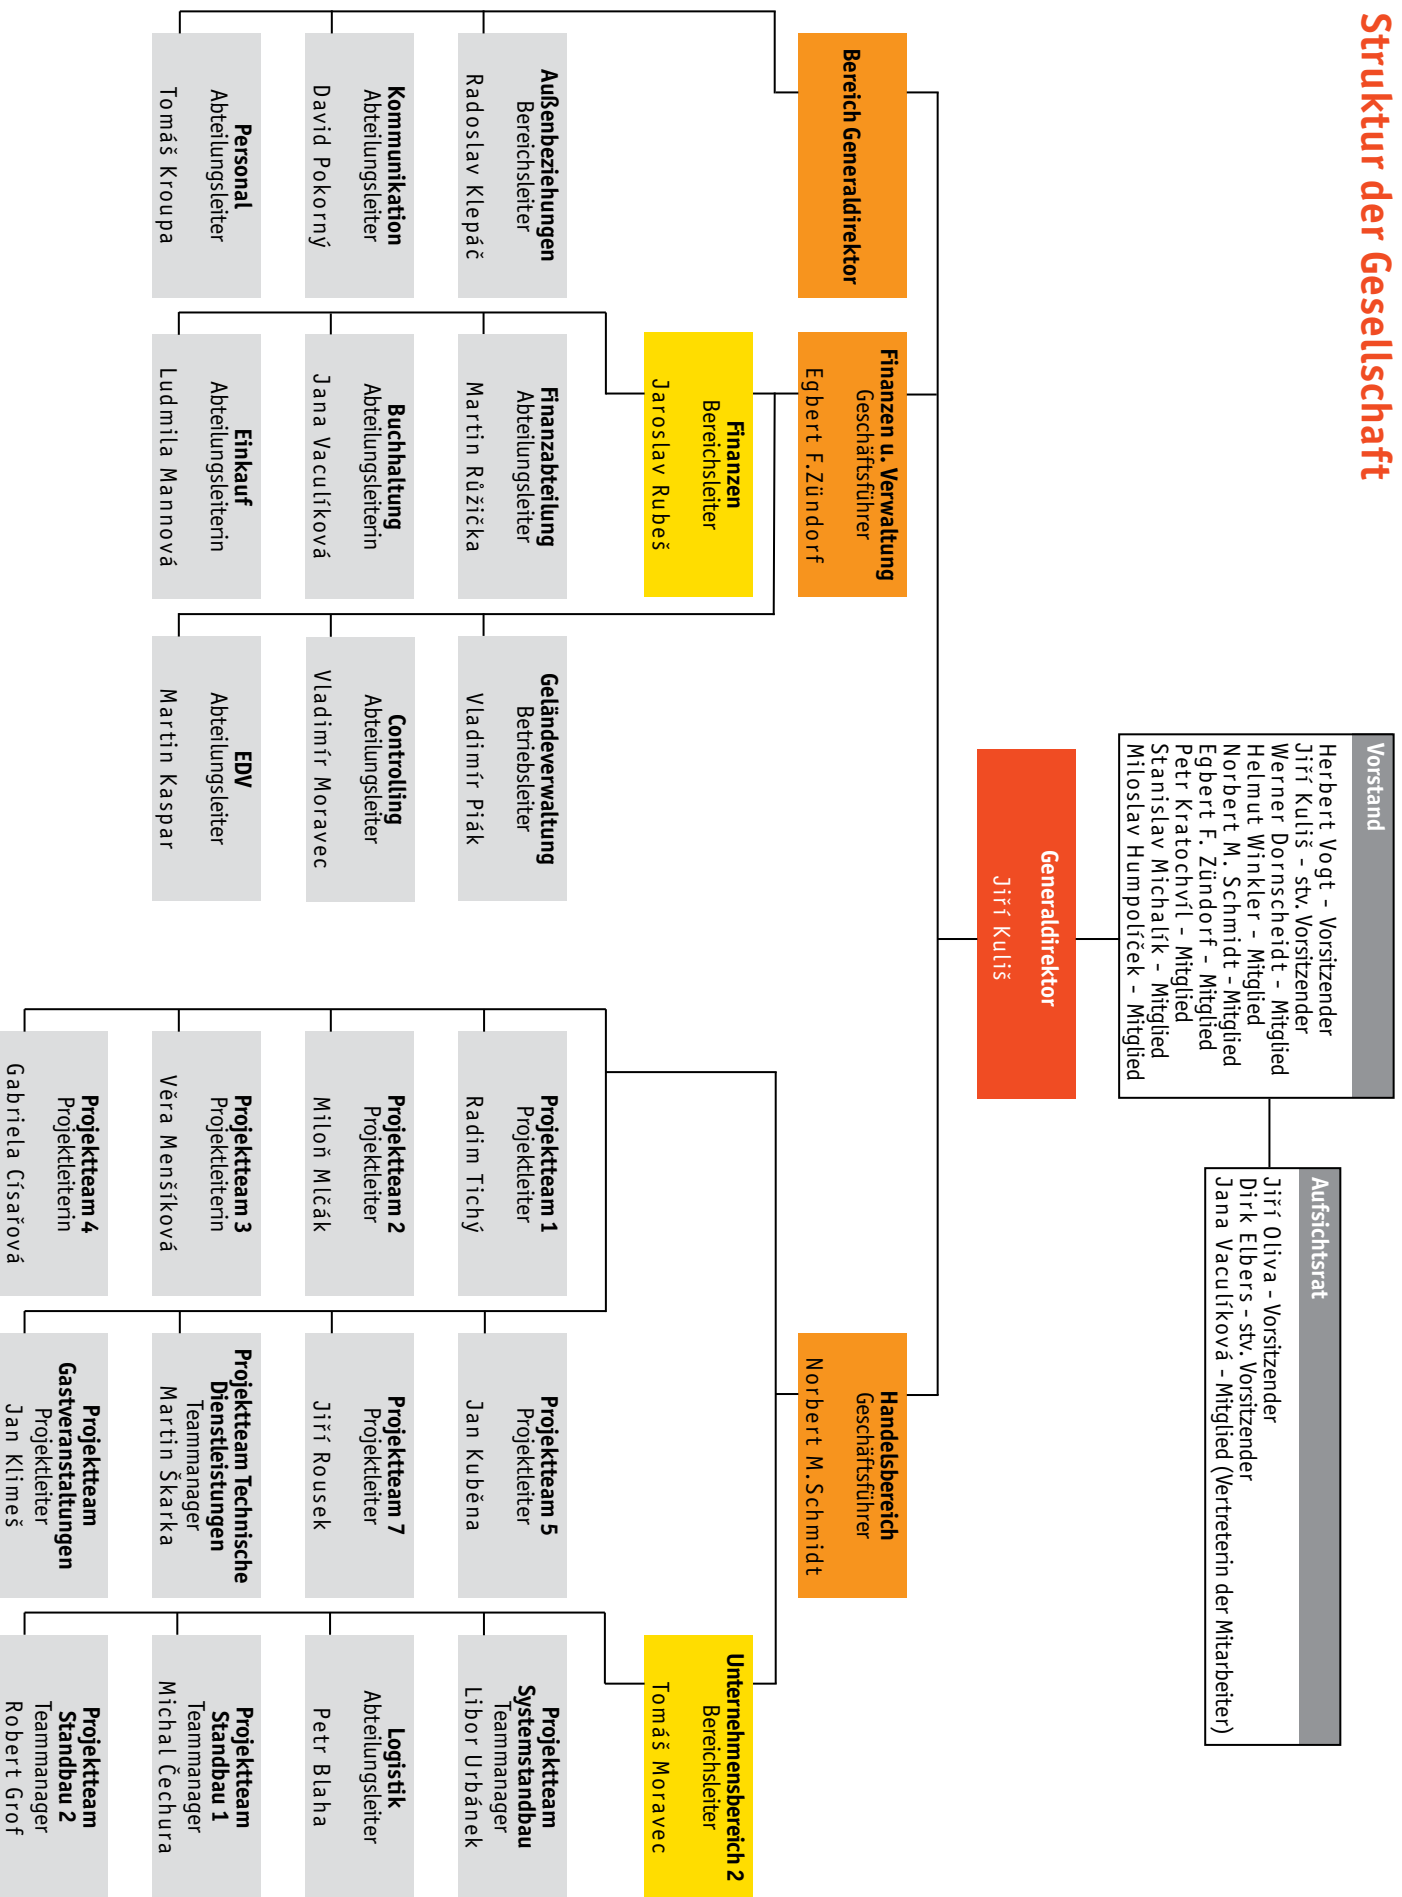 Struktur der Gesellschaft
Vorstand
Herbert Vogt - Vorsitzender
Jiří Kuliš - stv. Vorsitzender
Werner Dornscheidt - Mitglied
Helmut Winkler - Mitglied
Norbert M. Schmidt - Mitglied
Egbert F. Zündorf - Mitglied
Petr Kratochvíl - Mitglied
Stanislav Michalík - Mitglied
Miloslav Humpolíček - Mitglied
Aufsichtsrat
Jiří Oliva - Vorsitzender
Dirk Elbers - stv. Vorsitzender
Jana Vaculíková - Mitglied (Vertreterin der Mitarbeiter)
Generaldirektor
Jiří Kuliš
Bereich Generaldirektor
Finanzen u. Verwaltung
Geschäftsführer
Egbert F.Zündorf
Handelsbereich
Geschäftsführer
Norbert M.Schmidt
Finanzen
Bereichsleiter
Jaroslav Rubeš
Unternehmensbereich 2
Bereichsleiter
Tomáš Moravec
Außenbeziehungen
Bereichsleiter
Radoslav Klepáč
Finanzabteilung
Abteilungsleiter
Martin Růžička
Geländeverwaltung
Betriebsleiter
Vladimír Piák
Projektteam 1
Projektleiter
Radim Tichý
Projektteam 5
Projektleiter
Jan Kuběna
Projektteam
Systemstandbau
Teammanager
Libor Urbánek
Kommunikation
Abteilungsleiter
David Pokorný
Buchhaltung
Abteilungsleiterin
Jana Vaculíková
Controlling
Abteilungsleiter
Vladimír Moravec
Projektteam 2
Projektleiter
Miloň Mlčák
Projektteam 7
Projektleiter
Jiří Rousek
Logistik
Abteilungsleiter
Petr Blaha
Personal
Abteilungsleiter
Tomáš Kroupa
Einkauf
Abteilungsleiterin
Ludmila Mannová
EDV
Abteilungsleiter
Martin Kaspar
Projektteam 3
Projektleiterin
Věra Menšíková
Projektteam Technische
Dienstleistungen
Teammanager
Martin Škarka
Projektteam
Standbau 1
Teammanager
Michal Čechura
Projektteam 4
Projektleiterin
Gabriela Císařová
Projektteam
Gastveranstaltungen
Projektleiter
Jan Klimeš
Projektteam
Standbau 2
Teammanager
Robert Grof